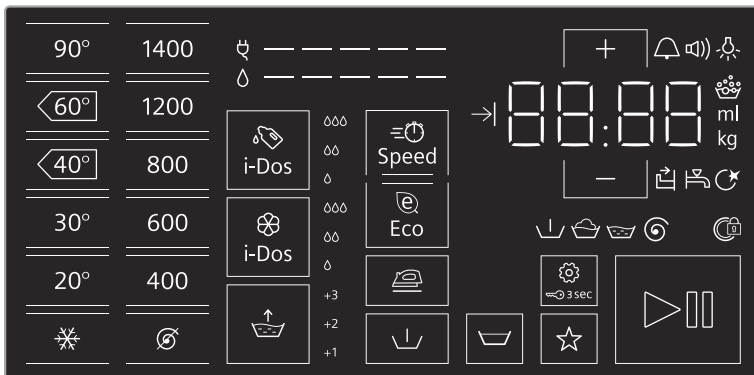 90° 1400
60° 1200
40° 800
30° 600
20° 400
i-Dos
i-Dos
+3
+2
+1
Speed
e
Eco
+
88:88
ml
kg
−
3 sec